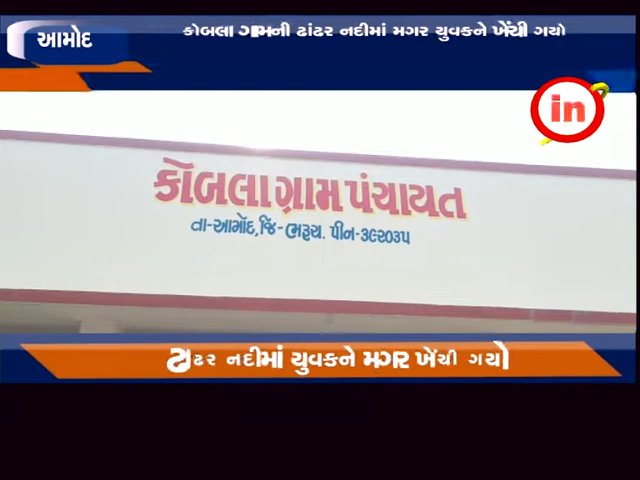 આમોદ
કોબલા ગામની ઢાંઢર નદીમાં મગર યુવકને ખેંચી ગયો
in
કોબલા ગ્રામ પંચાયત
તા-આમોદ, જિ-ભરૂચ. પીન-૩૯૨૦૩૫
ઢાઢર નદીમાં યુવકને મગર ખેંચી ગયો